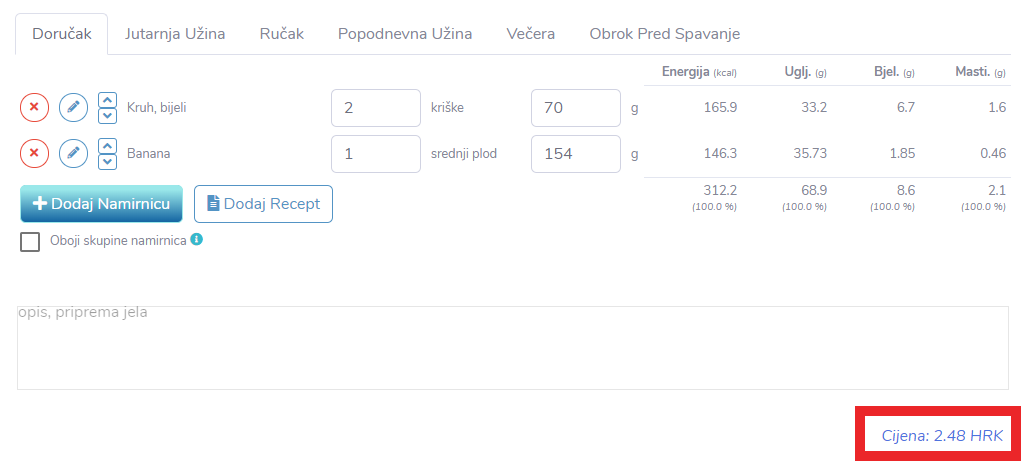 Doručak Jutarnja Užina Ručak Popodnevna Užina Večera Obrok Pred Spavanje
Energija (kcal) Uglj. (g) Bjel. (g) Masti. (g)
Kruh, bijeli 2 kriške 70 g 165.9 33.2 6.7 1.6
Banana 1 srednji plod 154 g 146.3 35.73 1.85 0.46
312.2 68.9 8.6 2.1
(100.0 %) (100.0 %) (100.0 %) (100.0 %)
Dodaj Namirnicu Dodaj Recept
Oboji skupine namirnica
opis, priprema jela
Cijena: 2.48 HRK